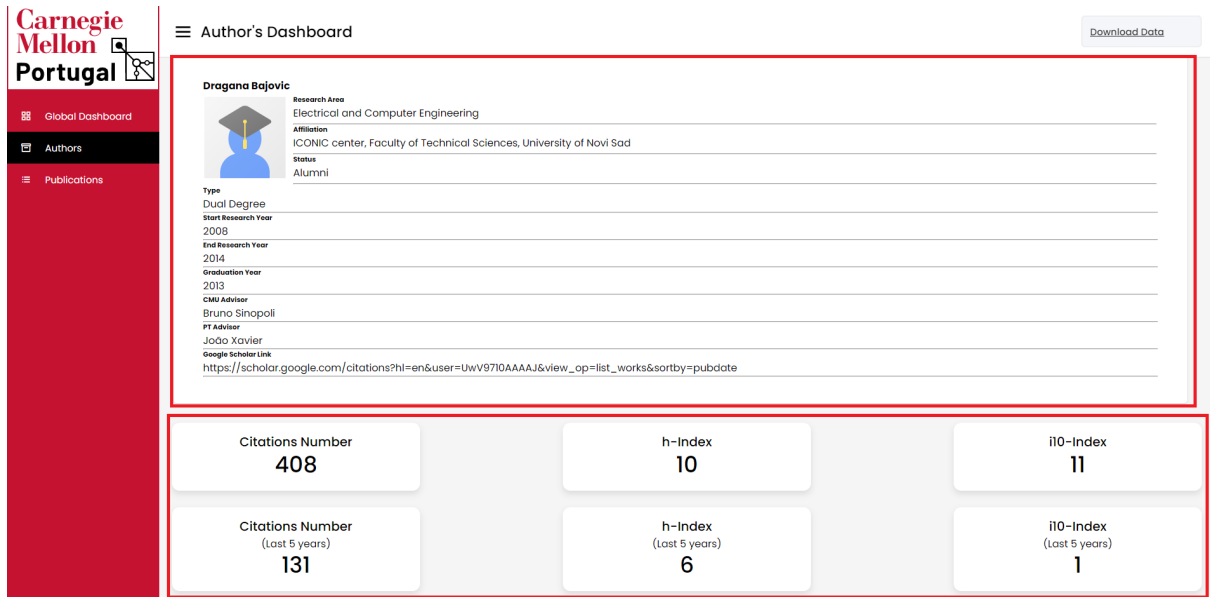 Carnegie
Mellon
Portugal
Author's Dashboard
Download Data
Global Dashboard
Authors
Publications
Dragana Bajovic
Research Area
Electrical and Computer Engineering
Affiliation
ICONIC center, Faculty of Technical Sciences, University of Novi Sad
Status
Alumni
Type
Dual Degree
Start Research Year
2008
End Research Year
2014
Graduation Year
2013
CMU Advisor
Bruno Sinopoli
PT Advisor
João Xavier
Google Scholar Link
https://scholar.google.com/citations?hl=en&user=UwV9710AAAAJ&view_op=list_works&sortby=pubdate
Citations Number
408
h-Index
10
i10-Index
11
Citations Number
(Last 5 years)
131
h-Index
(Last 5 years)
6
i10-Index
(Last 5 years)
1